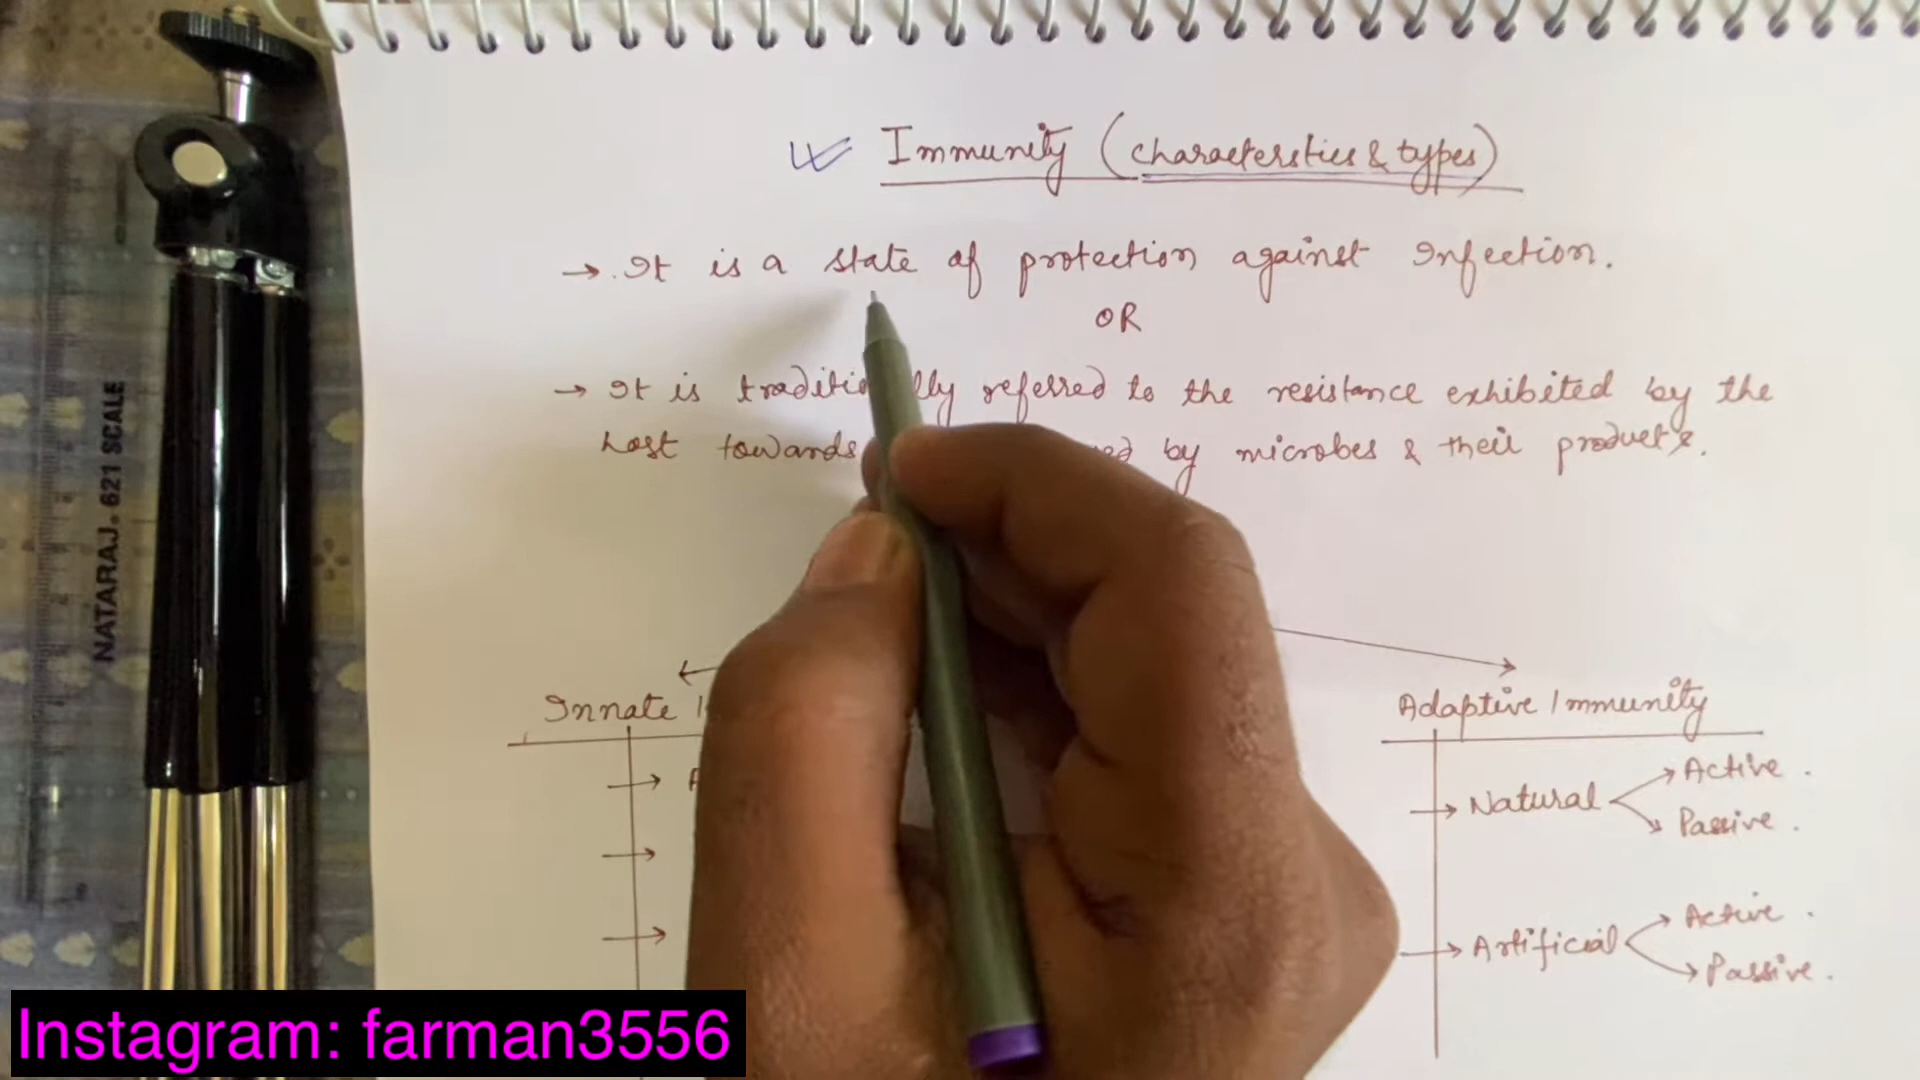 Immunity (characterstics & types)
→ It is a state of protection against Infection.
OR
→ It is traditionally referred to the resistance exhibited by the
host towards by microbes & their products.
Innate
Adaptive Immunity
→ Natural
Active.
Passive.
→ Artificial
Active.
Passive.
NATARAJ. 621 SCALE
Instagram: farman3556